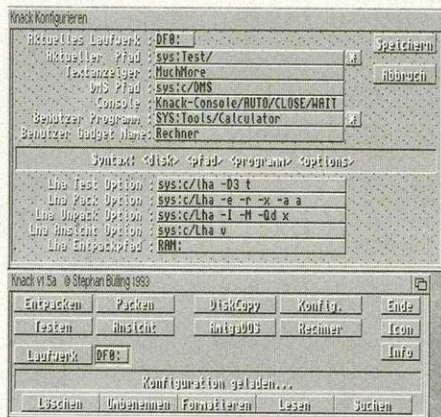 Knack Konfigurieren
Aktuelles Laufwerk : DF0:
Speichern
Aktueller Pfad : sys:Test/
Textanzeiger : MuchMore
Abbruch
DMS Pfad : sys:c/DMS
Console : Knack-Console/AUTO/CLOSE/WAIT
Benutzer Programm : SYS:Tools/Calculator
Benutzer Gadget Name: Rechner
Syntax: <disk> <pfad> <programm> <options>
Lha Test Option : sys:c/lha -D3 t
Lha Pack Option : sys:c/Lha -e -r -x -a a
Lha Unpack Option : sys:c/Lha -I -M -Qd x
Lha Ansicht Option : sys:c/Lha v
Lha Entpackpfad : RAM:
Knack v1.5a © Stephan Bülling 1993
Entpacken Packen DiskCopy Konfig. Ende
Testen Ansicht AmigaDOS Rechner Icon
Laufwerk DF0: Info
Konfiguration geladen...
Löschen Umbenennen Formatieren Lesen Suchen